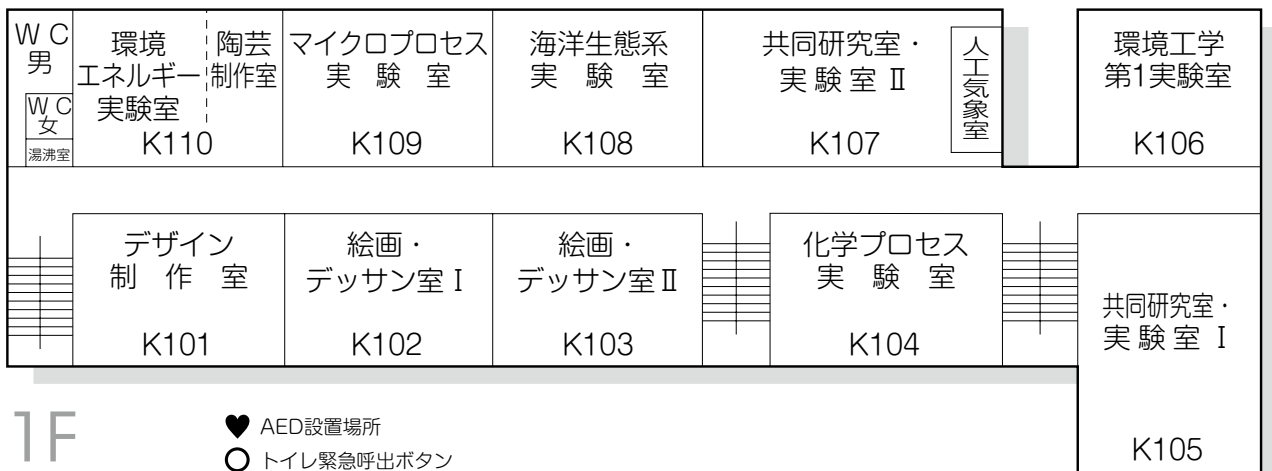 WC
男
WC
女
湯沸室
環境
エネルギー
実験室
陶芸
制作室
K110
マイクロプロセス
実験室
K109
海洋生態系
実験室
K108
共同研究室・
実験室Ⅱ
K107
人工気象室
環境工学
第1実験室
K106
デザイン
制作室
K101
絵画・
デッサン室Ⅰ
K102
絵画・
デッサン室Ⅱ
K103
化学プロセス
実験室
K104
共同研究室・
実験室Ⅰ
K105
1F
♥ AED設置場所
○ トイレ緊急呼出ボタン